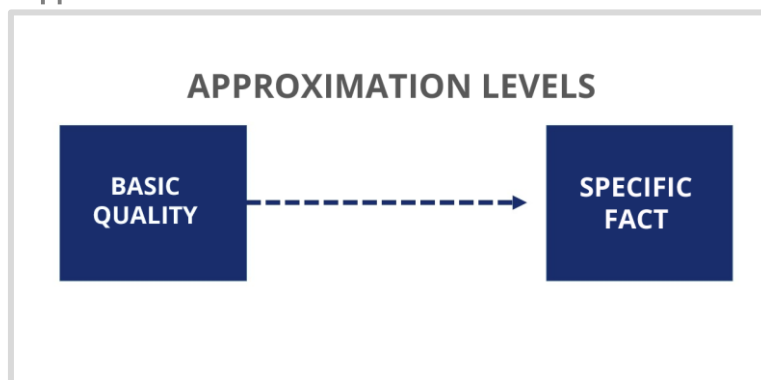 APPROXIMATION LEVELS
BASIC
QUALITY
SPECIFIC
FACT